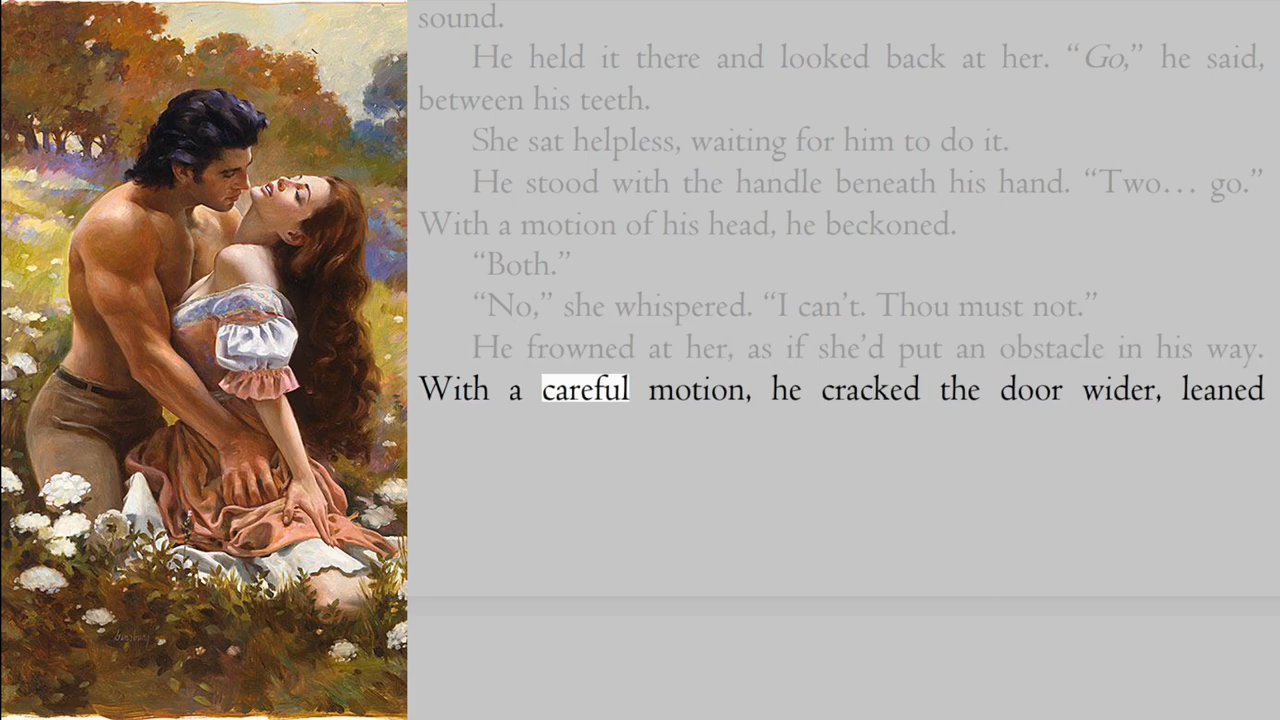 sound.
He held it there and looked back at her. “Go,” he said,
between his teeth.
She sat helpless, waiting for him to do it.
He stood with the handle beneath his hand. “Two… go.”
With a motion of his head, he beckoned.
“Both.”
“No,” she whispered. “I can’t. Thou must not.”
He frowned at her, as if she’d put an obstacle in his way.
With a careful motion, he cracked the door wider, leaned